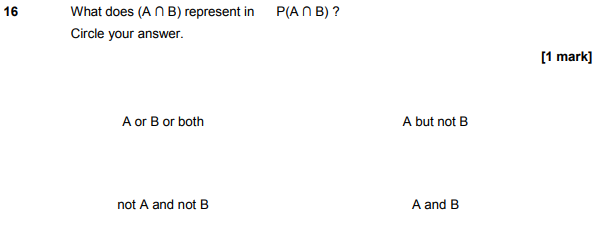 16 What does (A ∩ B) represent in P(A ∩ B) ?
Circle your answer.
[1 mark]
A or B or both A but not B
not A and not B A and B